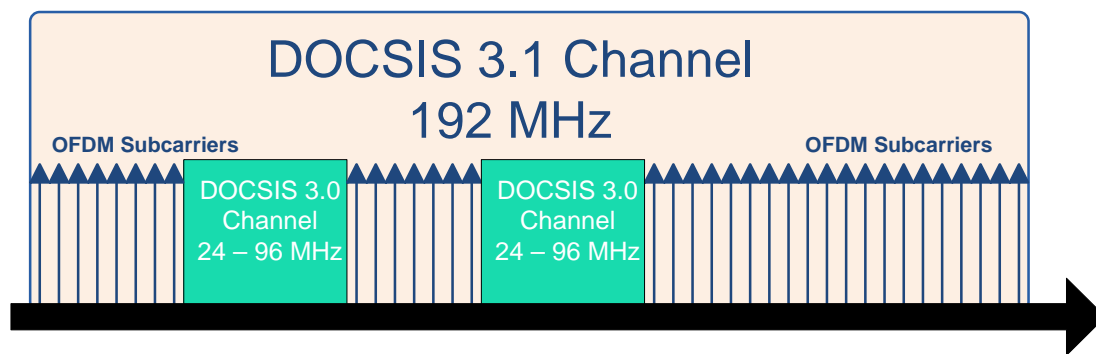 DOCSIS 3.1 Channel
192 MHz
OFDM Subcarriers
OFDM Subcarriers
DOCSIS 3.0
Channel
24 – 96 MHz
DOCSIS 3.0
Channel
24 – 96 MHz